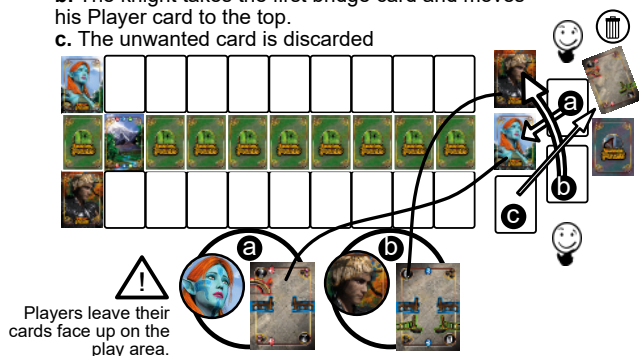 b. The knight takes the first bridge card and moves
his Player card to the top.
c. The unwanted card is discarded
a
b
c
a
b
!
Players leave their
cards face up on the
play area.